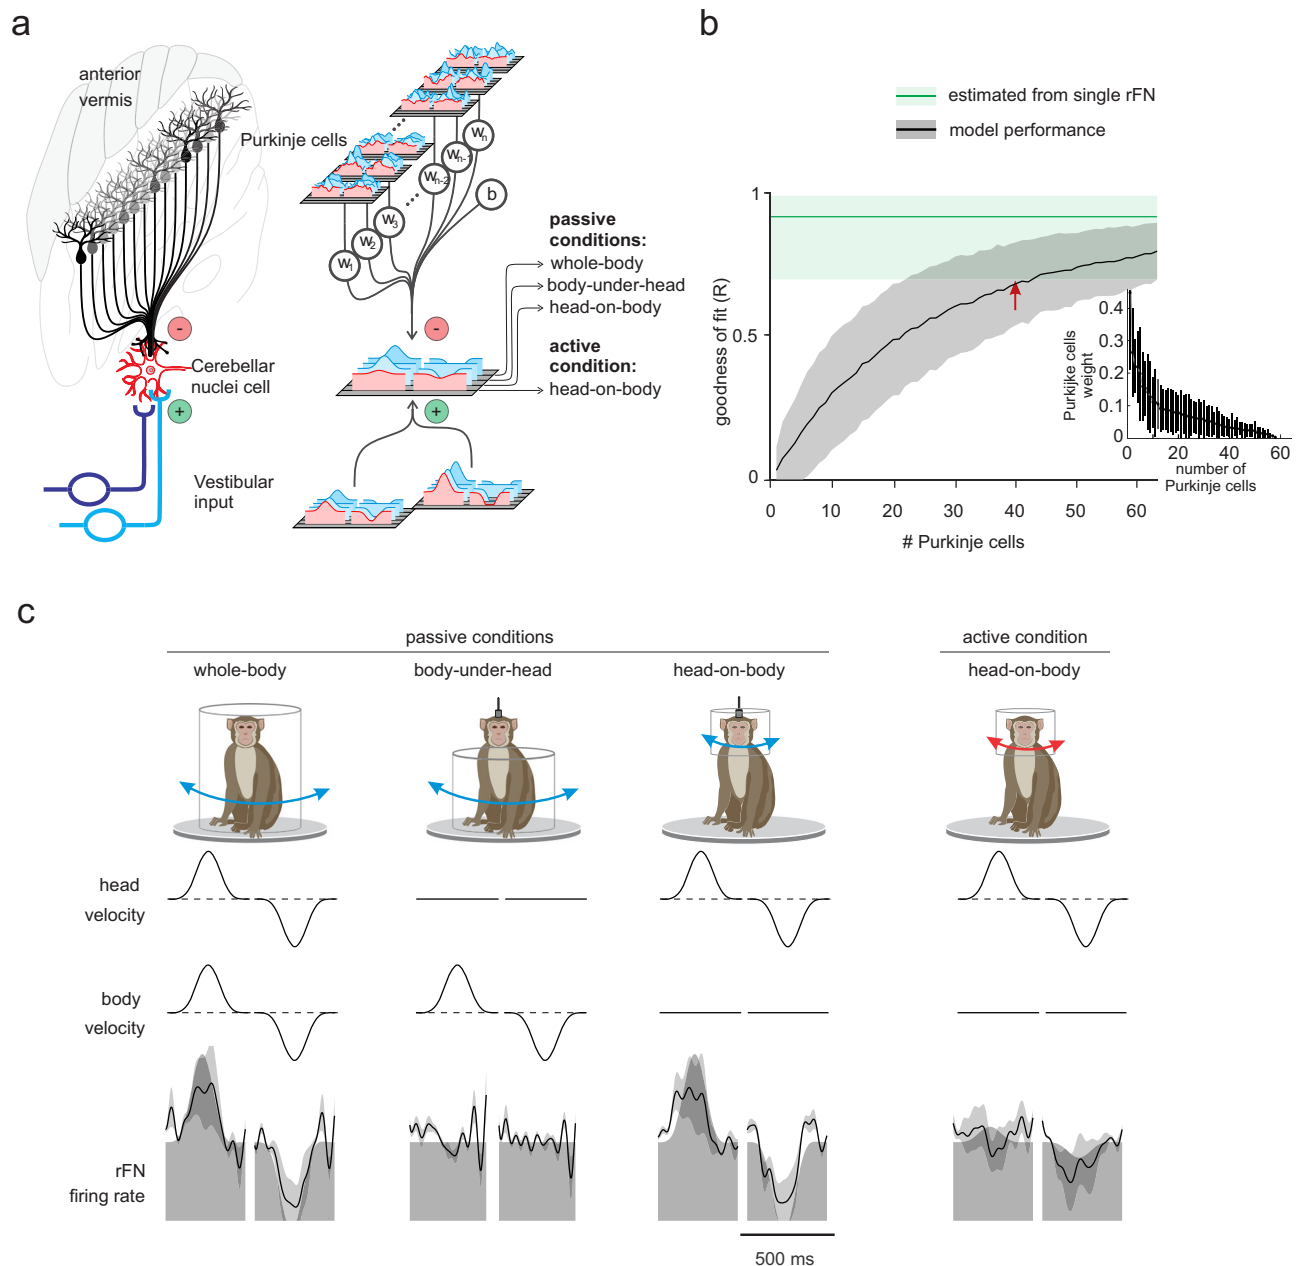 a
anterior
vermis
Purkinje cells
Wn
Wn-1
Wn-2
W3
W2
W1
b
passive
conditions:
whole-body
body-under-head
head-on-body
active
condition:
head-on-body
-
-
Cerebellar
nuclei cell
+
+
Vestibular
input
b
estimated from single rFN
model performance
1
0.5
0
goodness of fit (R)
0 10 20 30 40 50 60
# Purkinje cells
0.4
0.3
0.2
0.1
0
Purkijke cells
weight
0 20 40 60
number of
Purkinje cells
c
passive conditions
active condition
whole-body
body-under-head
head-on-body
head-on-body
head
velocity
body
velocity
rFN
firing rate
500 ms